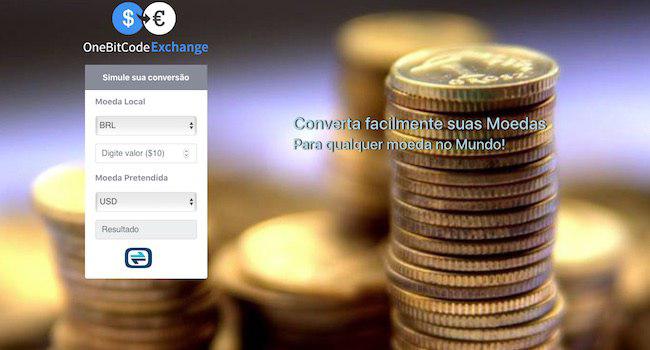 $ €
OneBitCodeExchange
Simule sua conversão
Moeda Local
BRL
Digite valor ($10)
Moeda Pretendida
USD
Resultado
Converta facilmente suas Moedas
Para qualquer moeda no Mundo!